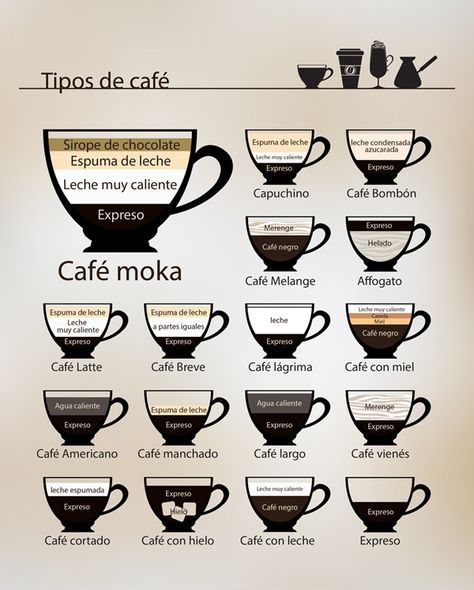 Tipos de café
Sirope de chocolate
Espuma de leche
Leche muy caliente
Expreso
Café moka
Espuma de leche
Leche muy caliente
Expreso
Capuchino
leche condensada
azucarada
Expreso
Café Bombón
Merenge
Café negro
Café Melange
Expreso
Helado
Affogato
Espuma de leche
Leche
muy caliente
Expreso
Café Latte
Espuma de leche
a partes iguales
Expreso
Café Breve
leche
Expreso
Café lágrima
Leche muy caliente
Canela
Miel
Café negro
Café con miel
Agua caliente
Expreso
Café Americano
Espuma de leche
Expreso
Café manchado
Agua caliente
Expreso
Café largo
Merenge
Expreso
Café vienés
leche espumada
Expreso
Café cortado
Expreso
Hielo
Café con hielo
Leche muy caliente
Café negro
Café con leche
Expreso
Expreso